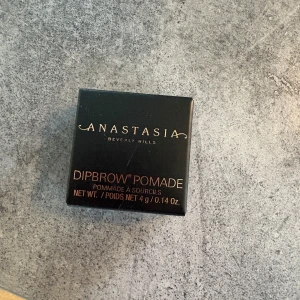 ANASTASIA
BEVERLY HILLS
DIPBROW® POMADE
POMMADE À SOURCILS
NET WT. / POIDS NET 4 g / 0.14 Oz.